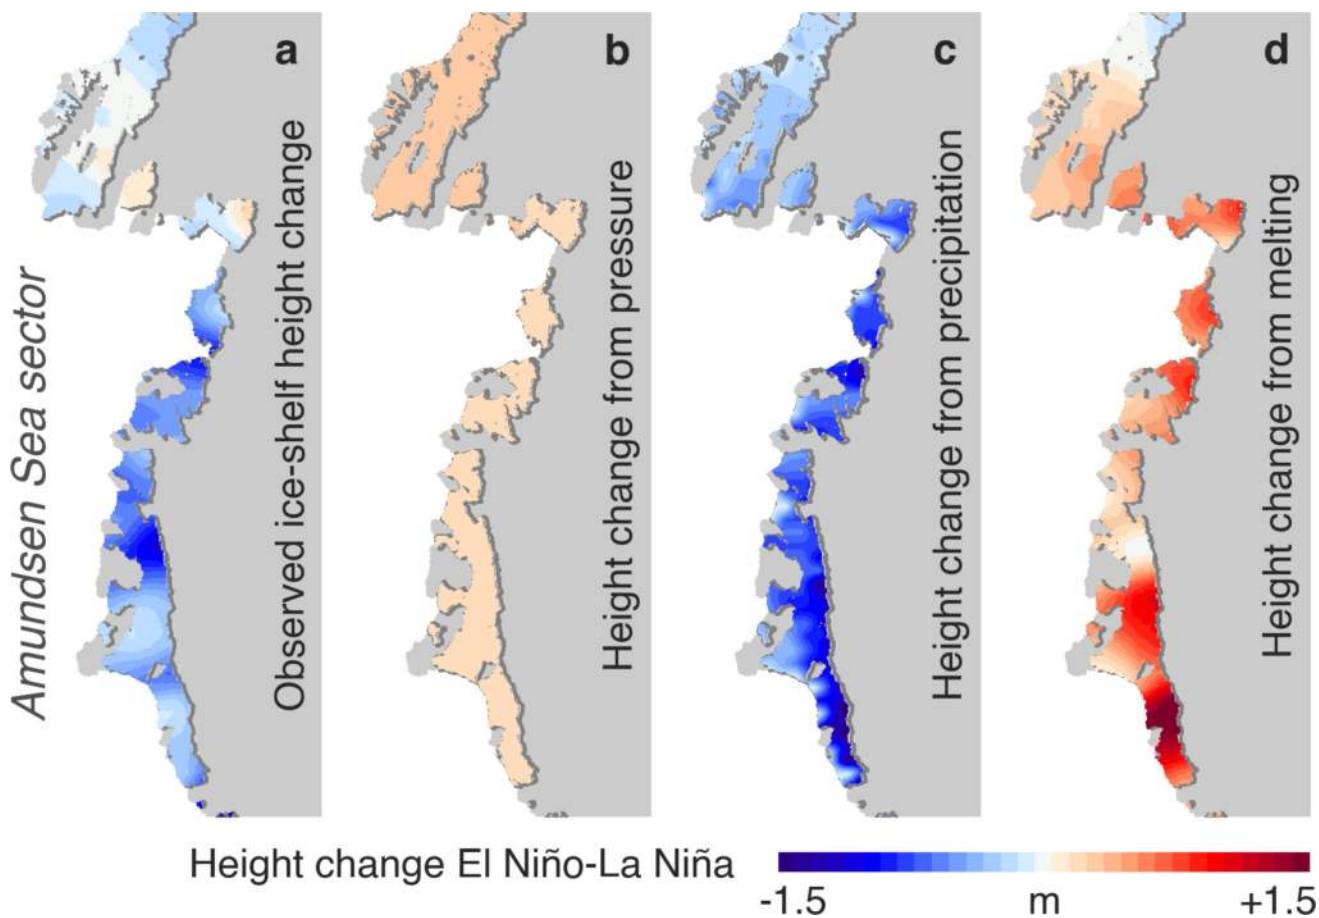 a
b
c
d
Amundsen Sea sector
Observed ice-shelf height change
Height change from pressure
Height change from precipitation
Height change from melting
Height change El Niño-La Niña
-1.5
m
+1.5